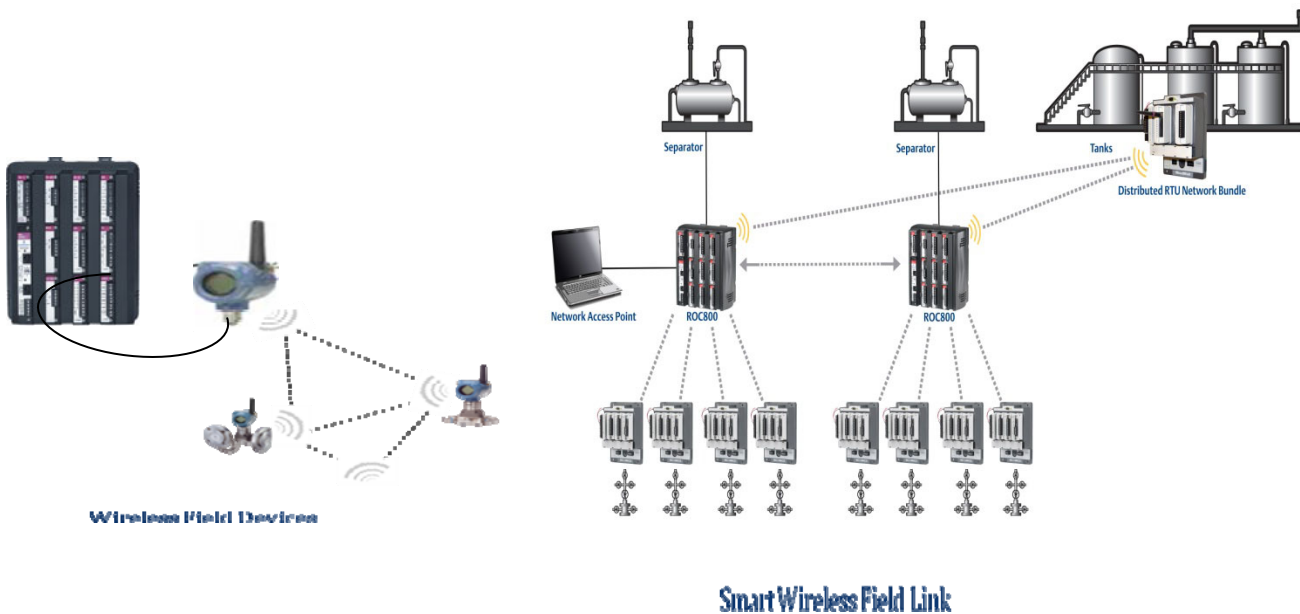 Separator
Separator
Tanks
Distributed RTU Network Bundle
Network Access Point
ROC800
ROC800
Wireless Field Devices
Smart Wireless Field Link